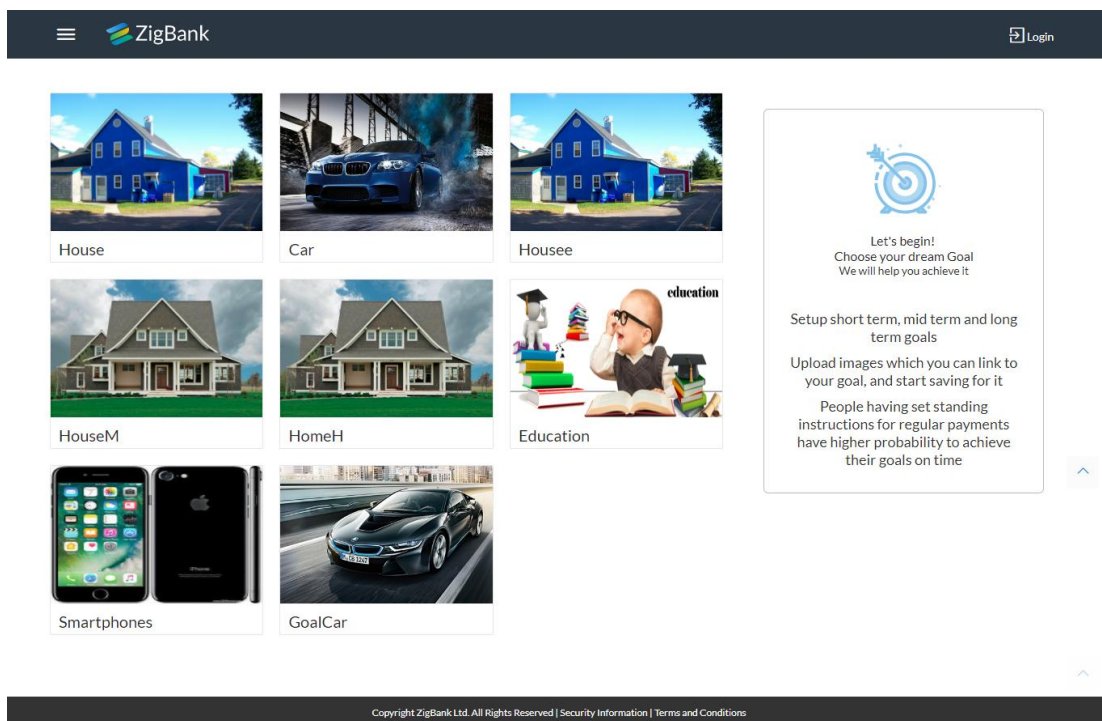 ZigBank
Login
House
Car
Housee
Let's begin!
Choose your dream Goal
We will help you achieve it
education
HouseM
HomeH
Education
Setup short term, mid term and long
term goals
Upload images which you can link to
your goal, and start saving for it
People having set standing
instructions for regular payments
have higher probability to achieve
their goals on time
iPhone
Smartphones
GoalCar
Copyright ZigBank Ltd. All Rights Reserved | Security Information | Terms and Conditions